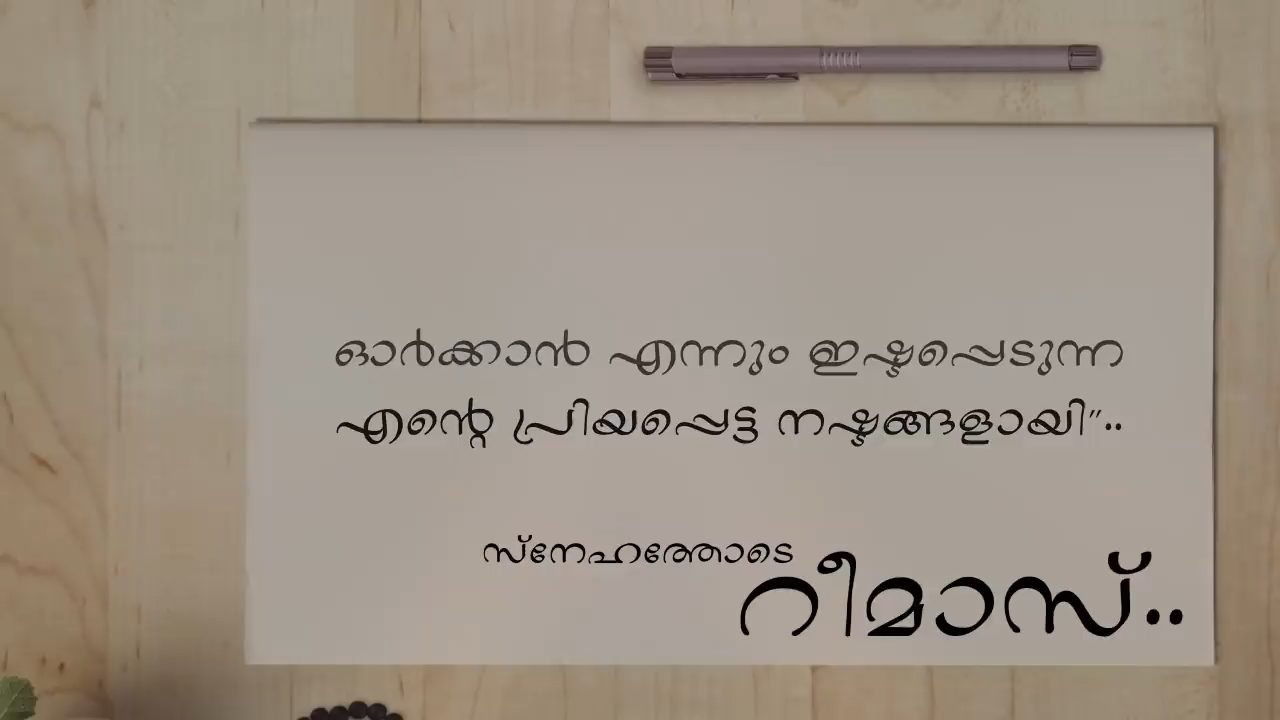 ഓർക്കാൻ എന്നും ഇഷ്ടപ്പെടുന്ന
എന്റെ പ്രിയപ്പെട്ട നഷ്ടങ്ങളായി"..
സ്നേഹത്തോടെ
റീമാസ്..